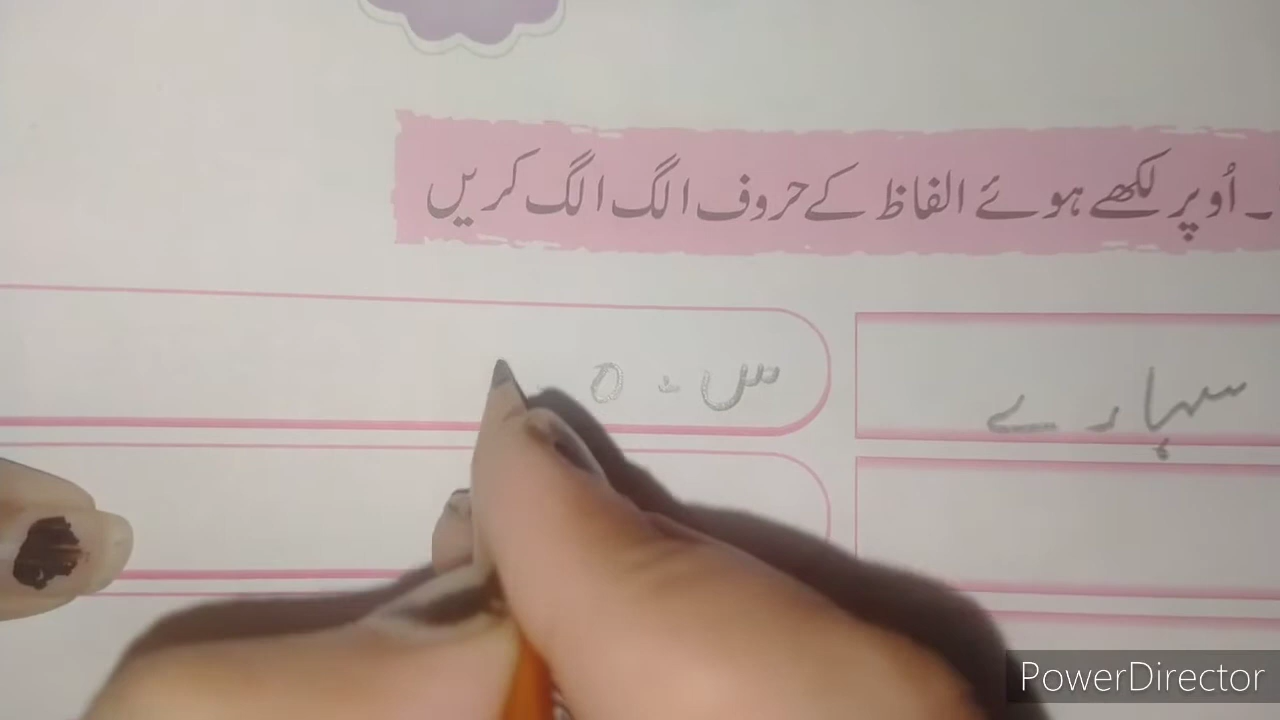 ۔ اُوپر لکھے ہوئے الفاظ کے حروف الگ الگ کریں
سہارے
س - ہ -
PowerDirector